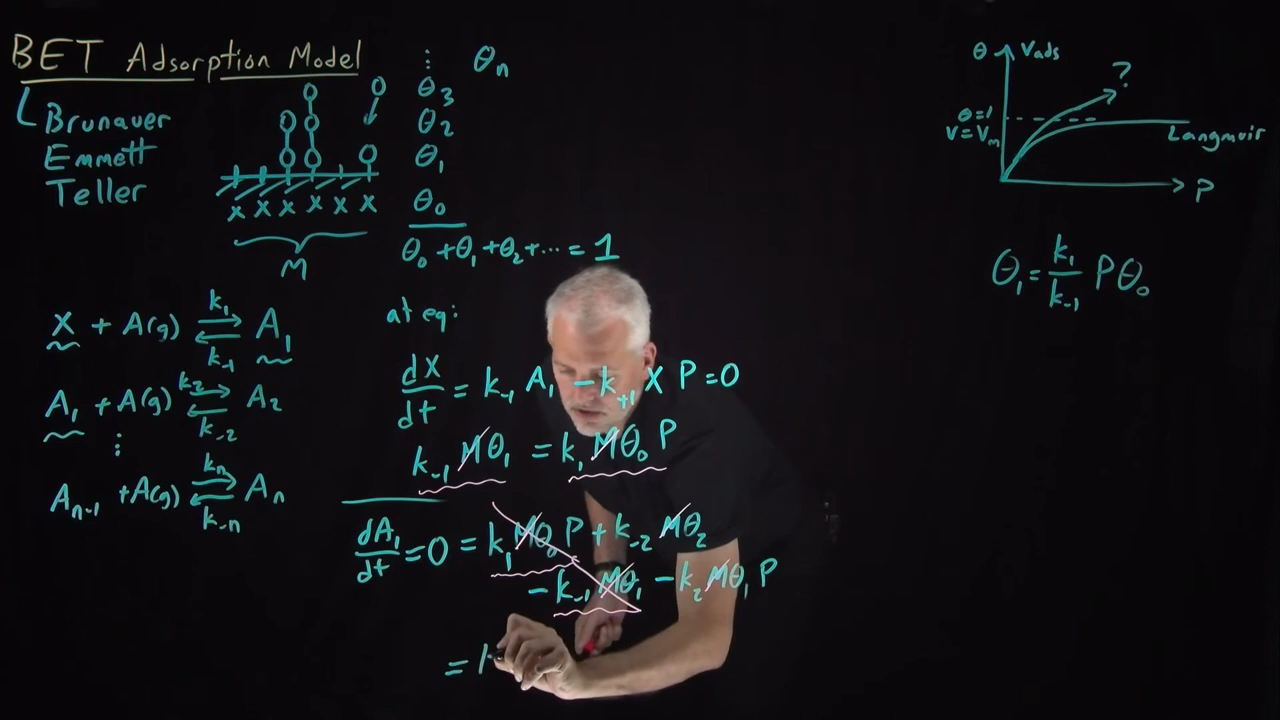 BET Adsorption Model
Brunauer
Emmett
Teller
X X X X X X
M
⋮ θₙ
θ₃
θ₂
θ₁
θ₀
θ₀ + θ₁ + θ₂ + ⋯ = 1
X + A(g) ⇌ A₁
k₁
k₋₁
A₁ + A(g) ⇌ A₂
k₂
k₋₂
⋮
Aₙ₋₁ + A(g) ⇌ Aₙ
kₙ
k₋ₙ
at eq:
dX/dt = k₋₁ A₁ − k₊₁ X P = 0
k₋₁ Mθ₁ = k₁ Mθ₀ P
dA₁/dt = 0 = k₁ Mθ₀ P + k₋₂ Mθ₂
− k₋₁ Mθ₁ − k₂ Mθ₁ P
=
θ Vads
?
θ=1
V=Vₘ
Langmuir
P
θ₁ = k₁/k₋₁ P θ₀